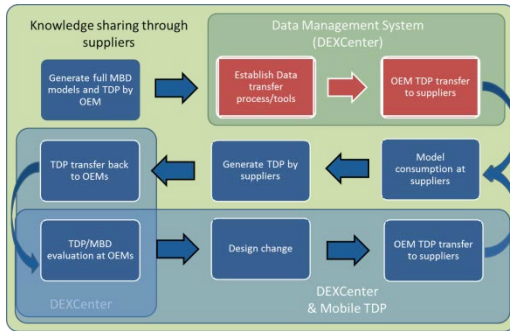 Knowledge sharing through
suppliers
Data Management System
(DEXCenter)
Generate full MBD
models and TDP by
OEM
Establish Data
transfer
process/tools
OEM TDP transfer
to suppliers
TDP transfer back
to OEMs
Generate TDP by
suppliers
Model
consumption at
suppliers
TDP/MBD
evaluation at OEMs
Design change
OEM TDP transfer
to suppliers
DEXCenter
DEXCenter
& Mobile TDP